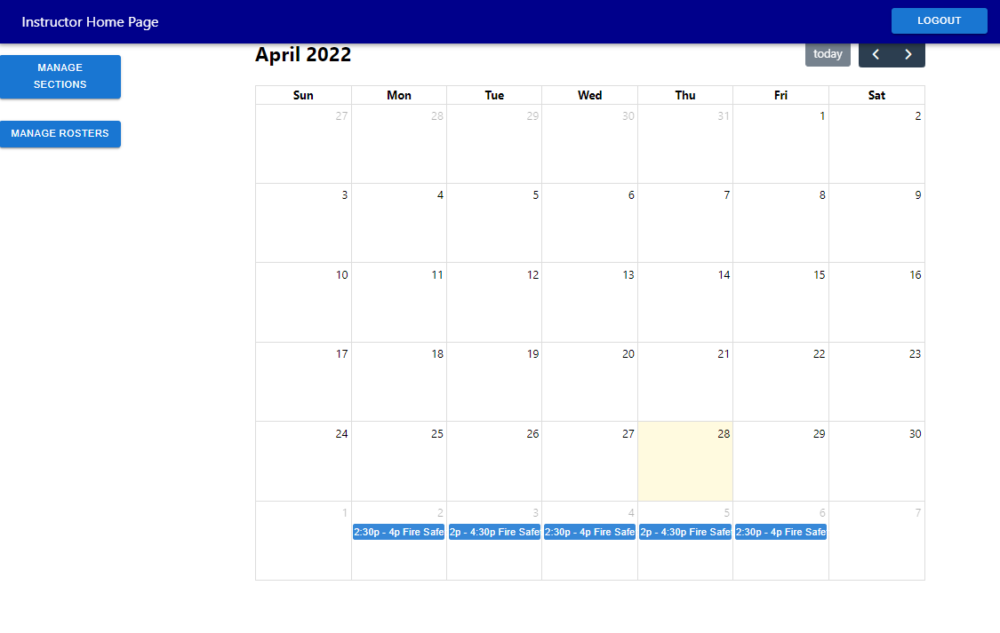 Instructor Home Page LOGOUT
April 2022 today
MANAGE
SECTIONS
MANAGE ROSTERS
Sun Mon Tue Wed Thu Fri Sat
27 28 29 30 31 1 2
3 4 5 6 7 8 9
10 11 12 13 14 15 16
17 18 19 20 21 22 23
24 25 26 27 28 29 30
1 2 3 4 5 6 7
2:30p - 4p Fire Safe 2p - 4:30p Fire Safe 2:30p - 4p Fire Safe 2p - 4:30p Fire Safe 2:30p - 4p Fire Safe